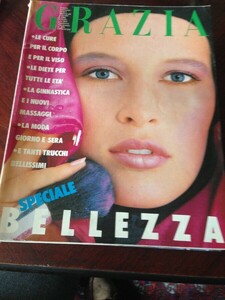 GRAZIA
•LE CURE
PER IL CORPO
E PER IL VISO
•LE DIETE PER
TUTTE LE ETA'
•LA GINNASTICA
E I NUOVI
MASSAGGI
•LA MODA
GIORNO E SERA
•E TANTI TRUCCHI
BELLISSIMI
SPECIALE
BELLEZZA